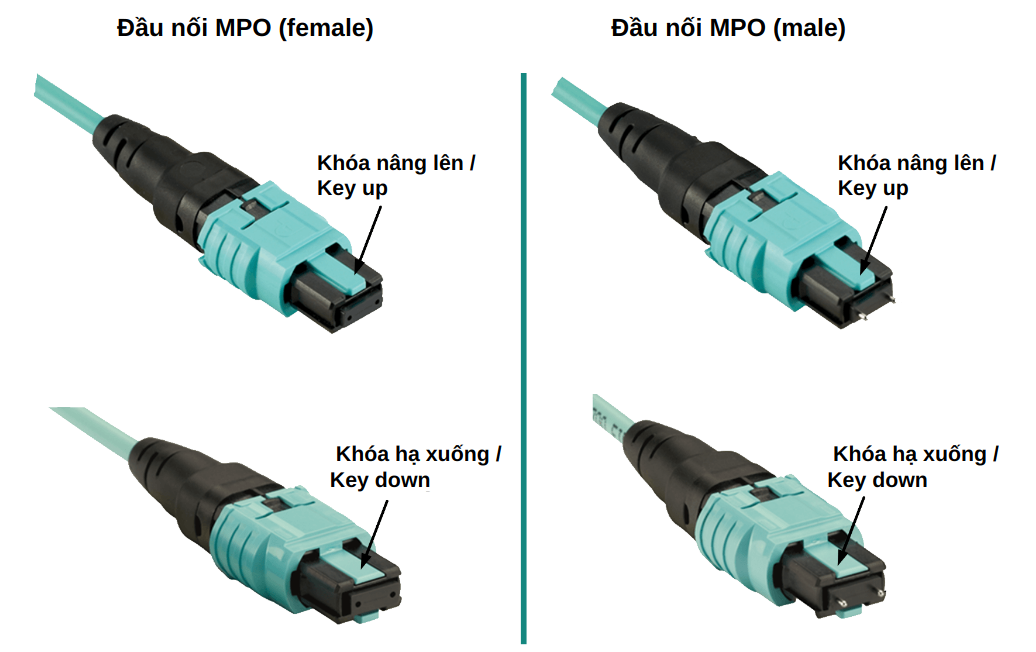 Đầu nối MPO (female)
Đầu nối MPO (male)
Khóa nâng lên /
Key up
Khóa nâng lên /
Key up
Khóa hạ xuống /
Key down
Khóa hạ xuống /
Key down